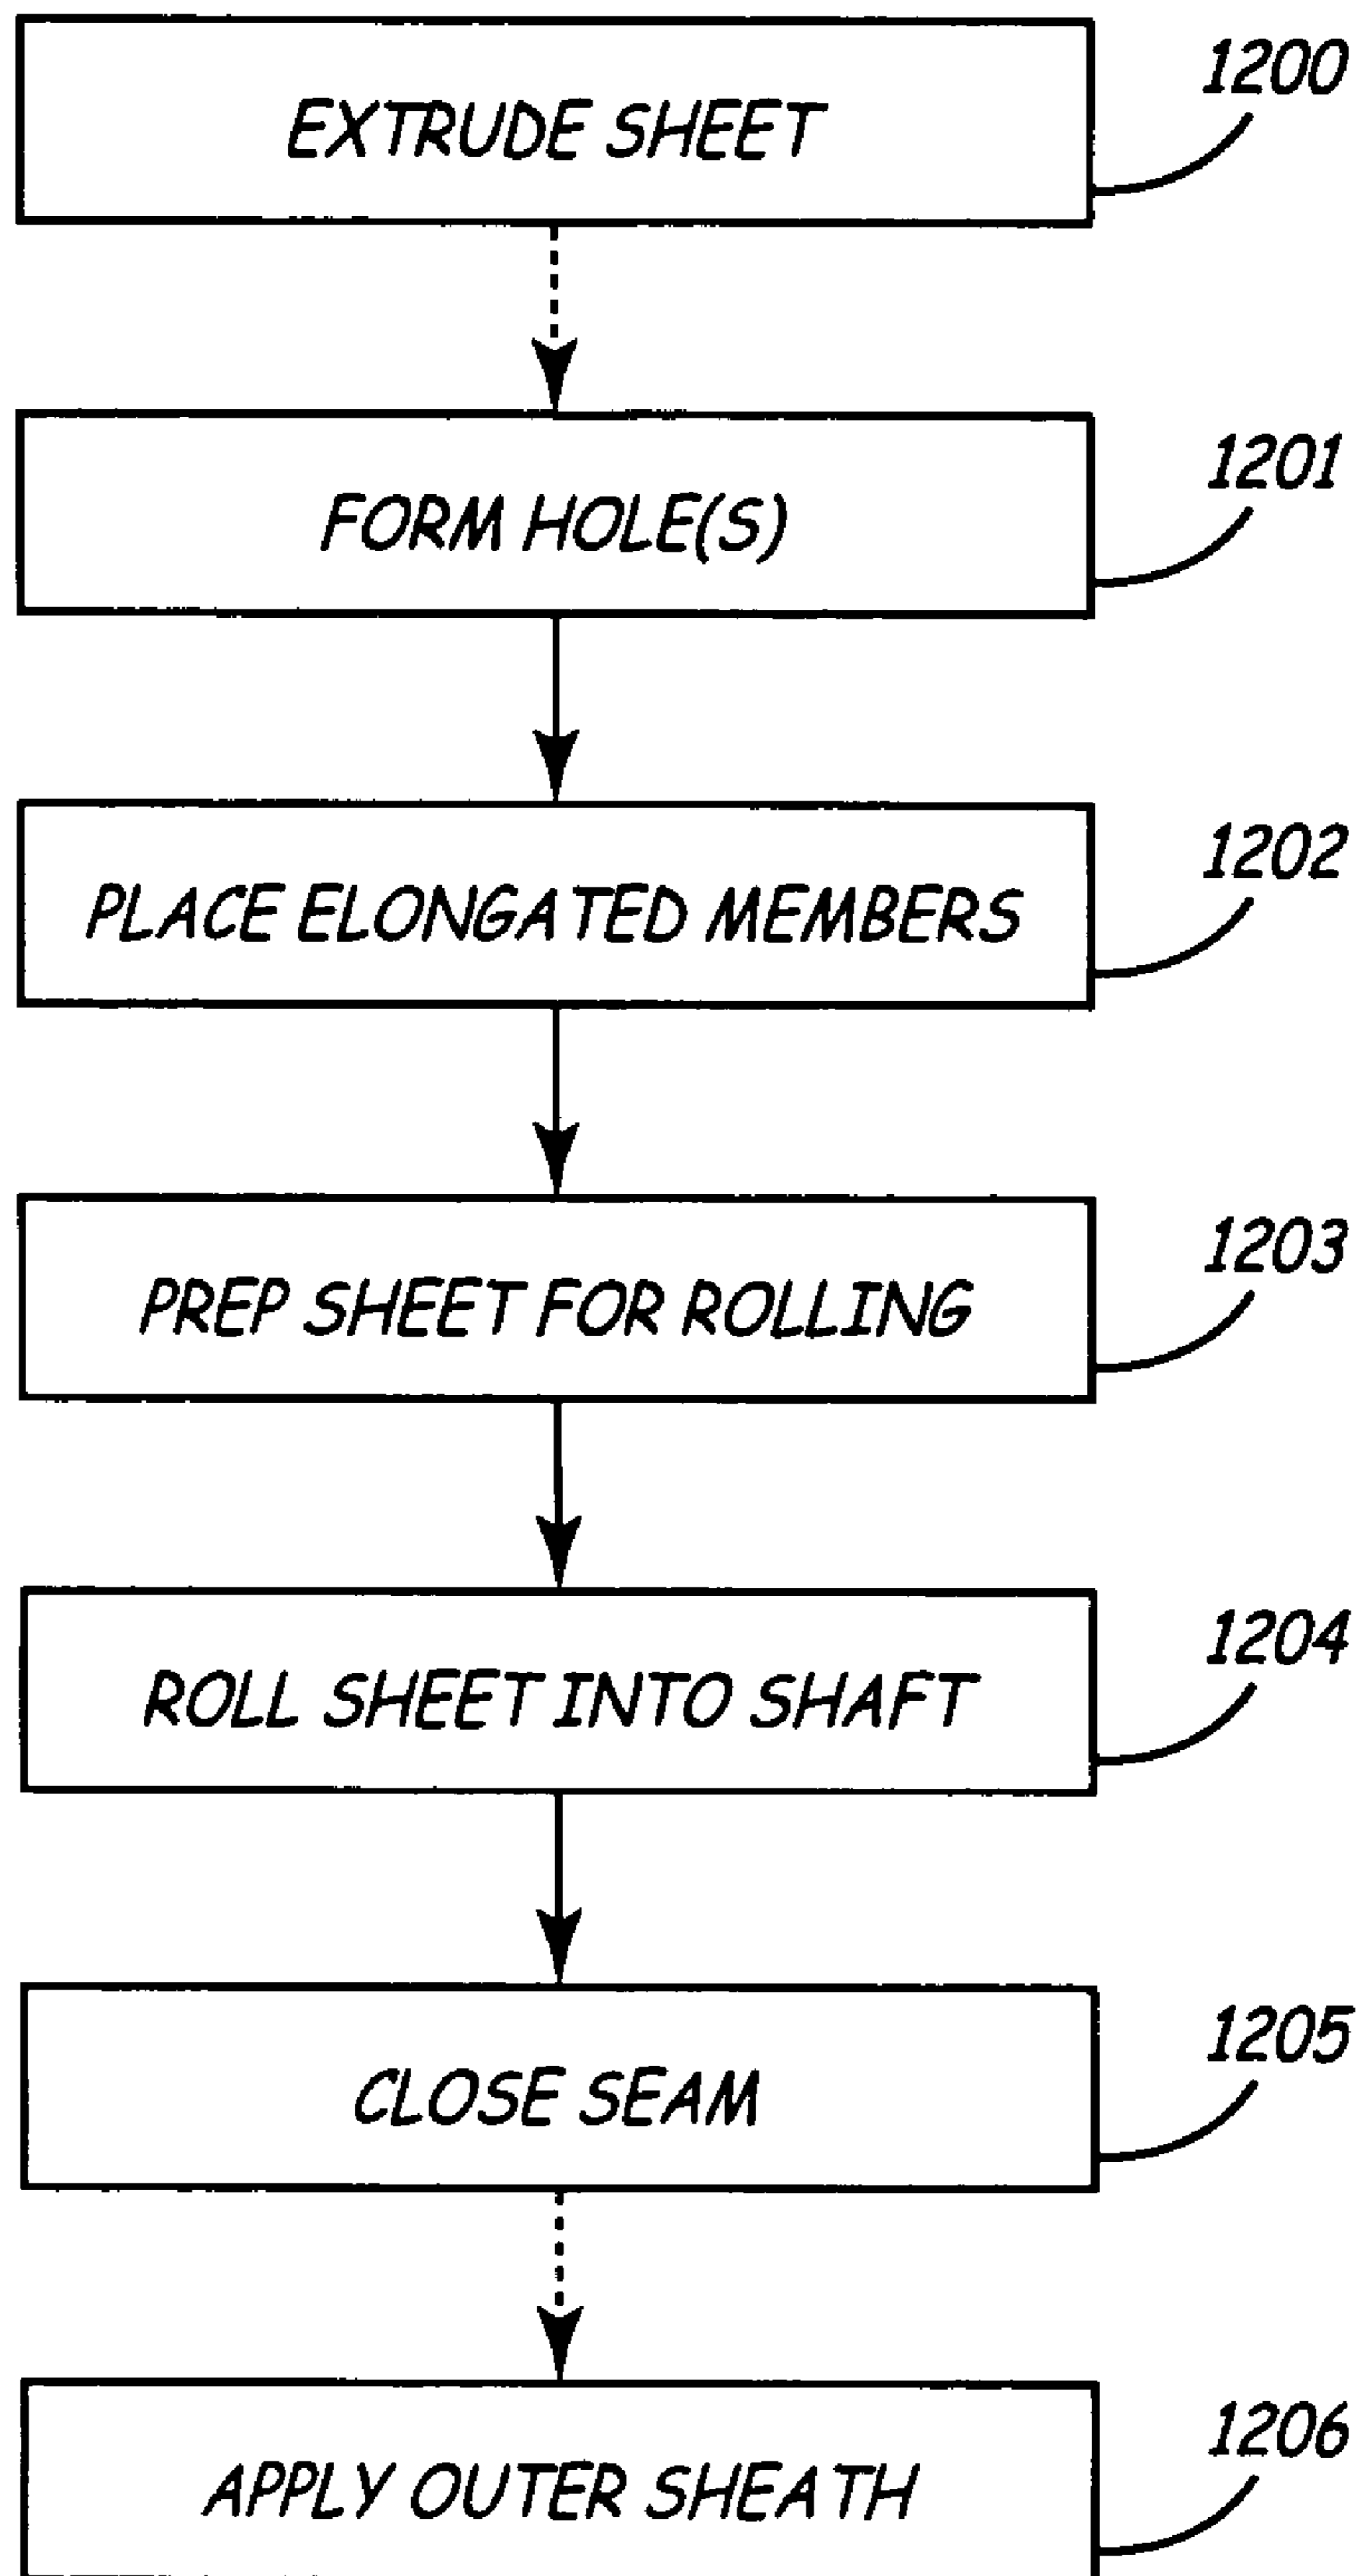 EXTRUDE SHEET
1200
FORM HOLE(S)
1201
PLACE ELONGATED MEMBERS
1202
PREP SHEET FOR ROLLING
1203
ROLL SHEET INTO SHAFT
1204
CLOSE SEAM
1205
APPLY OUTER SHEATH
1206